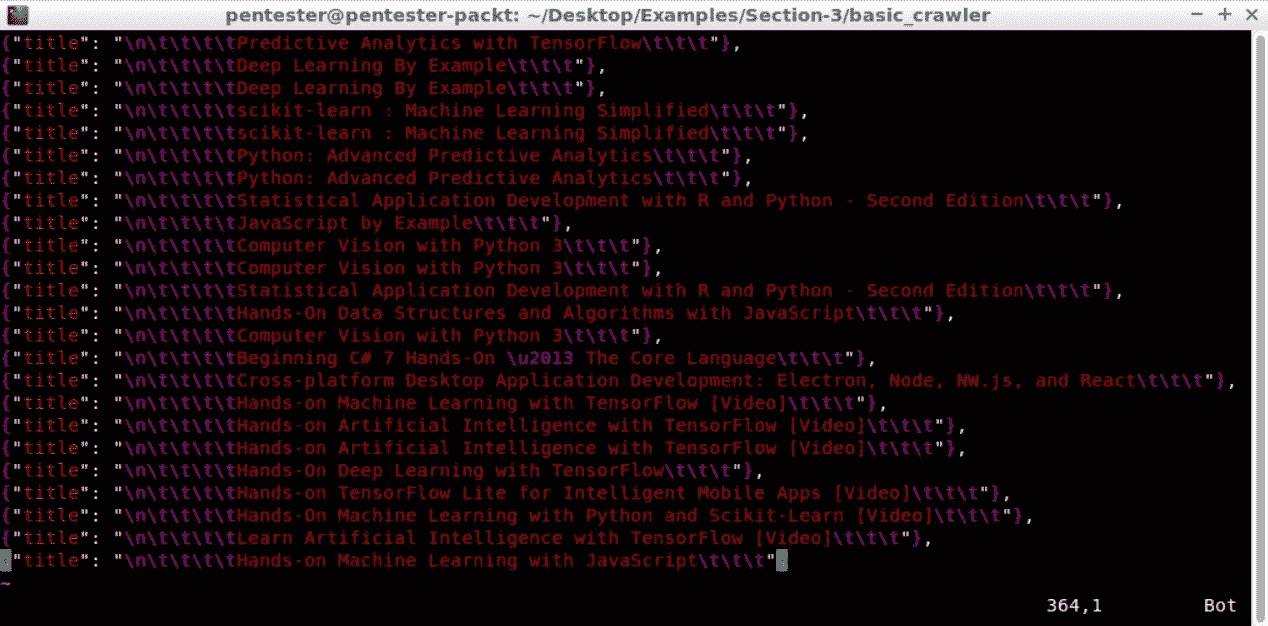 pentester@pentester-packt: ~/Desktop/Examples/Section-3/basic_crawler
{"title": "\n\t\t\t\tPredictive Analytics with TensorFlow\t\t\t"},
{"title": "\n\t\t\t\tDeep Learning By Example\t\t\t"},
{"title": "\n\t\t\t\tDeep Learning By Example\t\t\t"},
{"title": "\n\t\t\t\tscikit-learn : Machine Learning Simplified\t\t\t"},
{"title": "\n\t\t\t\tscikit-learn : Machine Learning Simplified\t\t\t"},
{"title": "\n\t\t\t\tPython: Advanced Predictive Analytics\t\t\t"},
{"title": "\n\t\t\t\tPython: Advanced Predictive Analytics\t\t\t"},
{"title": "\n\t\t\t\tStatistical Application Development with R and Python - Second Edition\t\t\t"},
{"title": "\n\t\t\t\tJavaScript by Example\t\t\t"},
{"title": "\n\t\t\t\tComputer Vision with Python 3\t\t\t"},
{"title": "\n\t\t\t\tComputer Vision with Python 3\t\t\t"},
{"title": "\n\t\t\t\tStatistical Application Development with R and Python - Second Edition\t\t\t"},
{"title": "\n\t\t\t\tHands-On Data Structures and Algorithms with JavaScript\t\t\t"},
{"title": "\n\t\t\t\tComputer Vision with Python 3\t\t\t"},
{"title": "\n\t\t\t\tBeginning C# 7 Hands-On \u2013 The Core Language\t\t\t"},
{"title": "\n\t\t\t\tCross-platform Desktop Application Development: Electron, Node, NW.js, and React\t\t\t"},
{"title": "\n\t\t\t\tHands-on Machine Learning with TensorFlow [Video]\t\t\t"},
{"title": "\n\t\t\t\tHands-on Artificial Intelligence with TensorFlow [Video]\t\t\t"},
{"title": "\n\t\t\t\tHands-on Artificial Intelligence with TensorFlow [Video]\t\t\t"},
{"title": "\n\t\t\t\tHands-On Deep Learning with TensorFlow\t\t\t"},
{"title": "\n\t\t\t\tHands-on TensorFlow Lite for Intelligent Mobile Apps [Video]\t\t\t"},
{"title": "\n\t\t\t\tHands-On Machine Learning with Python and Scikit-Learn [Video]\t\t\t"},
{"title": "\n\t\t\t\tLearn Artificial Intelligence with TensorFlow [Video]\t\t\t"},
{"title": "\n\t\t\t\tHands-on Machine Learning with JavaScript\t\t\t"}
~
364,1 Bot